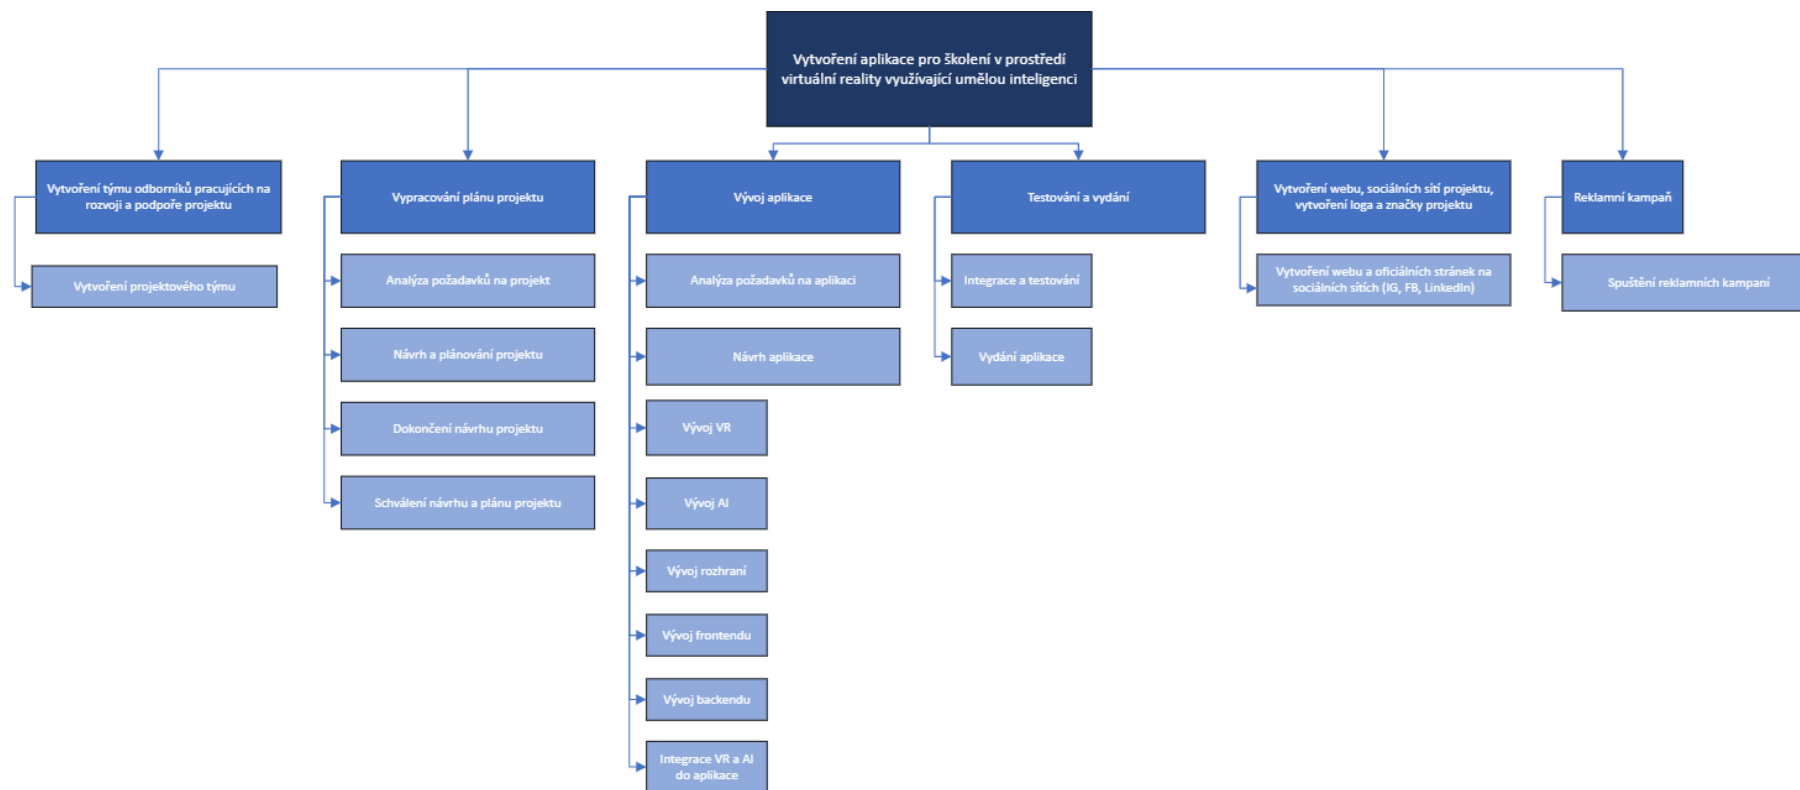 Vytvoření aplikace pro školení v prostředí
virtuální reality využívající umělou inteligenci
Vytvoření týmu odborníků pracujících na
rozvoji a podpoře projektu
Vytvoření projektového týmu
Vypracování plánu projektu
Analýza požadavků na projekt
Návrh a plánování projektu
Dokončení návrhu projektu
Schválení návrhu a plánu projektu
Vývoj aplikace
Analýza požadavků na aplikaci
Návrh aplikace
Vývoj VR
Vývoj AI
Vývoj rozhraní
Vývoj frontendu
Vývoj backendu
Integrace VR a AI
do aplikace
Testování a vydání
Integrace a testování
Vydání aplikace
Vytvoření webu, sociálních sítí projektu,
vytvoření loga a značky projektu
Vytvoření webu a oficiálních stránek na
sociálních sítích (IG, FB, LinkedIn)
Reklamní kampaň
Spuštění reklamních kampaní